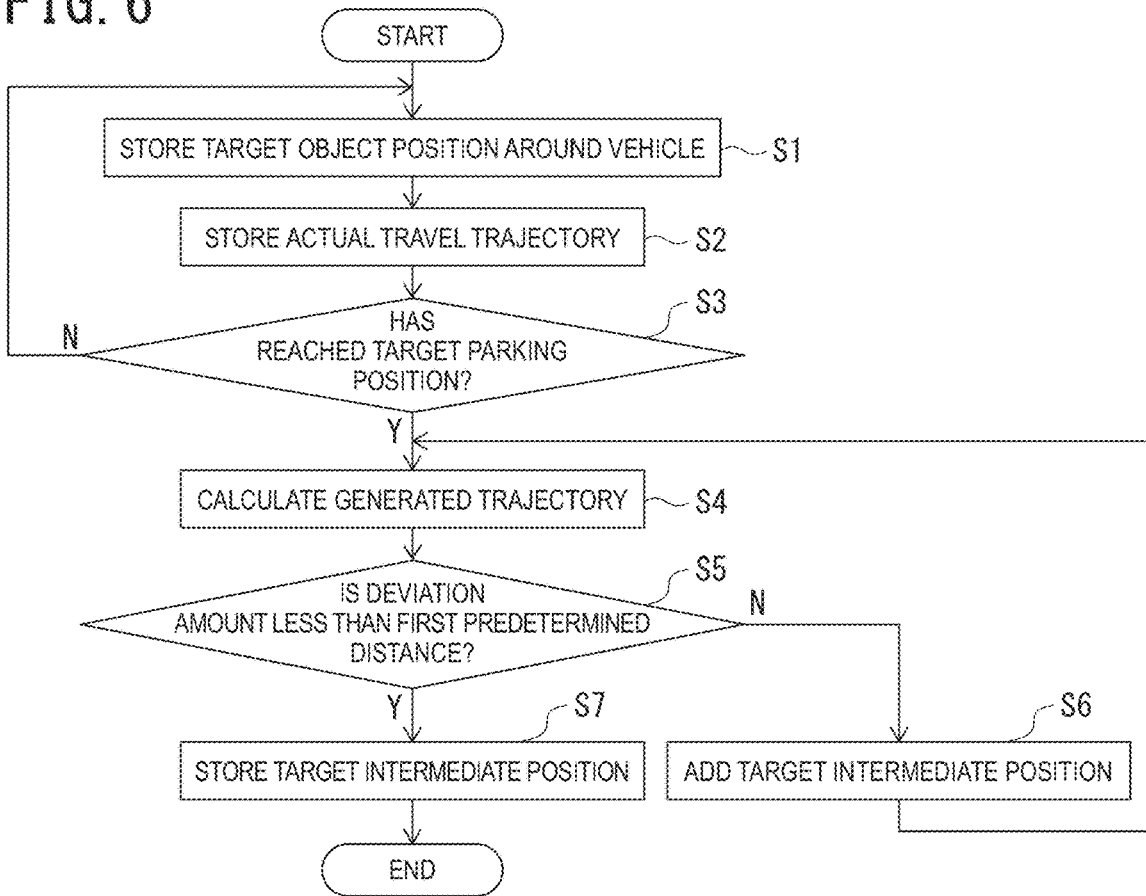 FIG. 6
START
STORE TARGET OBJECT POSITION AROUND VEHICLE
S1
STORE ACTUAL TRAVEL TRAJECTORY
S2
S3
HAS
REACHED TARGET PARKING
POSITION?
N
Y
CALCULATE GENERATED TRAJECTORY
S4
S5
IS DEVIATION
AMOUNT LESS THAN FIRST PREDETERMINED
DISTANCE?
N
Y
S7
STORE TARGET INTERMEDIATE POSITION
S6
ADD TARGET INTERMEDIATE POSITION
END